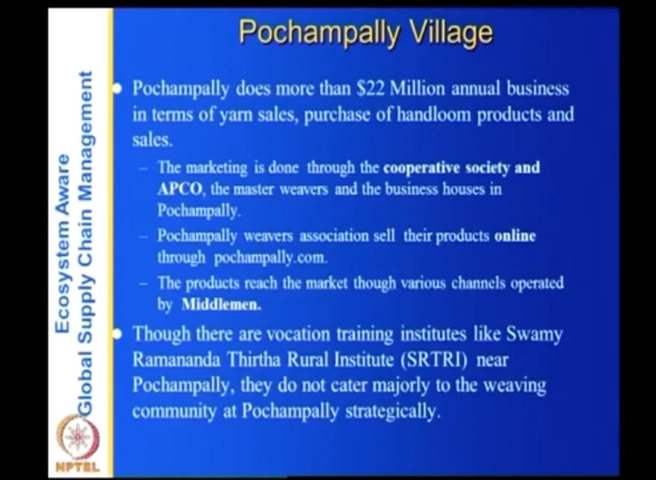 Pochampally Village
Pochampally does more than $22 Million annual business
in terms of yarn sales, purchase of handloom products and
sales.
– The marketing is done through the cooperative society and
APCO, the master weavers and the business houses in
Pochampally.
– Pochampally weavers association sell their products online
through pochampally.com.
– The products reach the market though various channels operated
by Middlemen.
Though there are vocation training institutes like Swamy
Ramananda Thirtha Rural Institute (SRTRI) near
Pochampally, they do not cater majorly to the weaving
community at Pochampally strategically.
Ecosystem Aware
Global Supply Chain Management
NPTEL